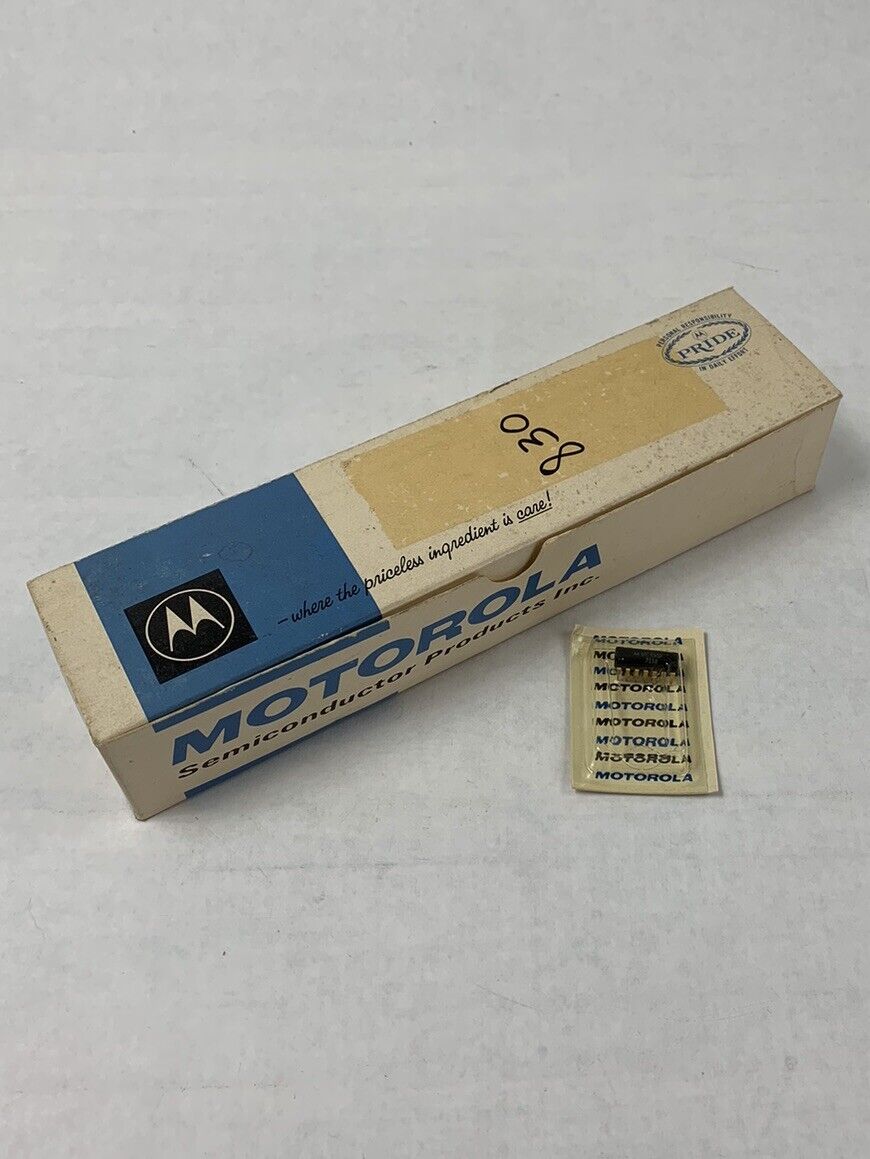 PERSONAL RESPONSIBILITY
PRIDE
IN DAILY EFFORT
830
- where the priceless ingredient is care!
MOTOROLA
Semiconductor Products Inc.
MOTOROLA
MOTOROLA
MOTOROLA
MOTOROLA
MOTOROLA
MOTOROLA
MOTOROLA